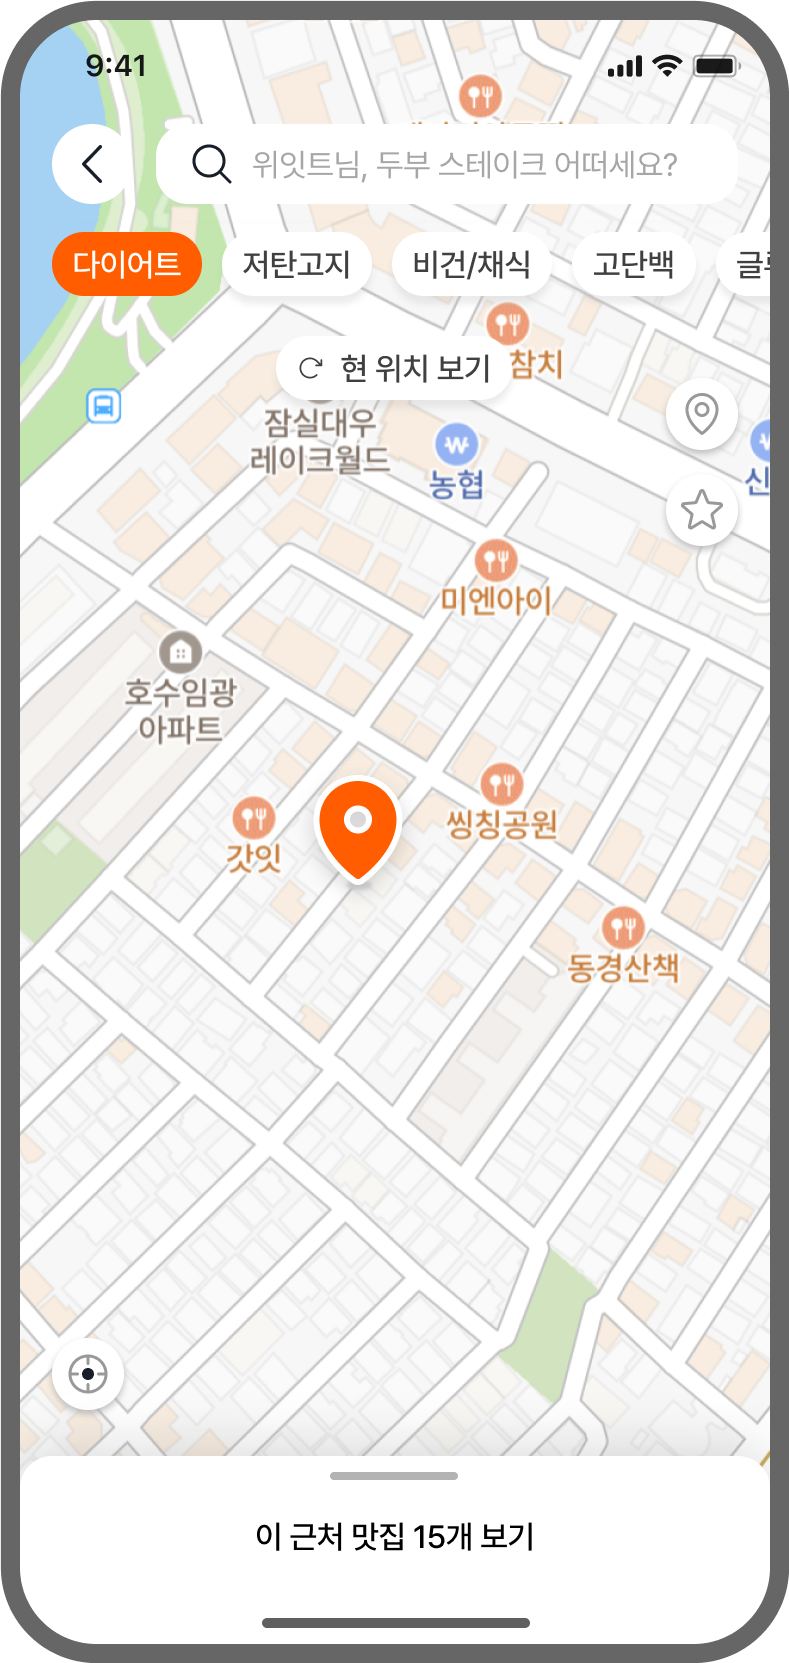 9:41
위잇트님, 두부 스테이크 어떠세요?
다이어트
저탄고지
비건/채식
고단백
현 위치 보기
참치
잠실대우
레이크월드
농협
신
미엔아이
호수임광
아파트
씽칭공원
갓잇
동경산책
이 근처 맛집 15개 보기